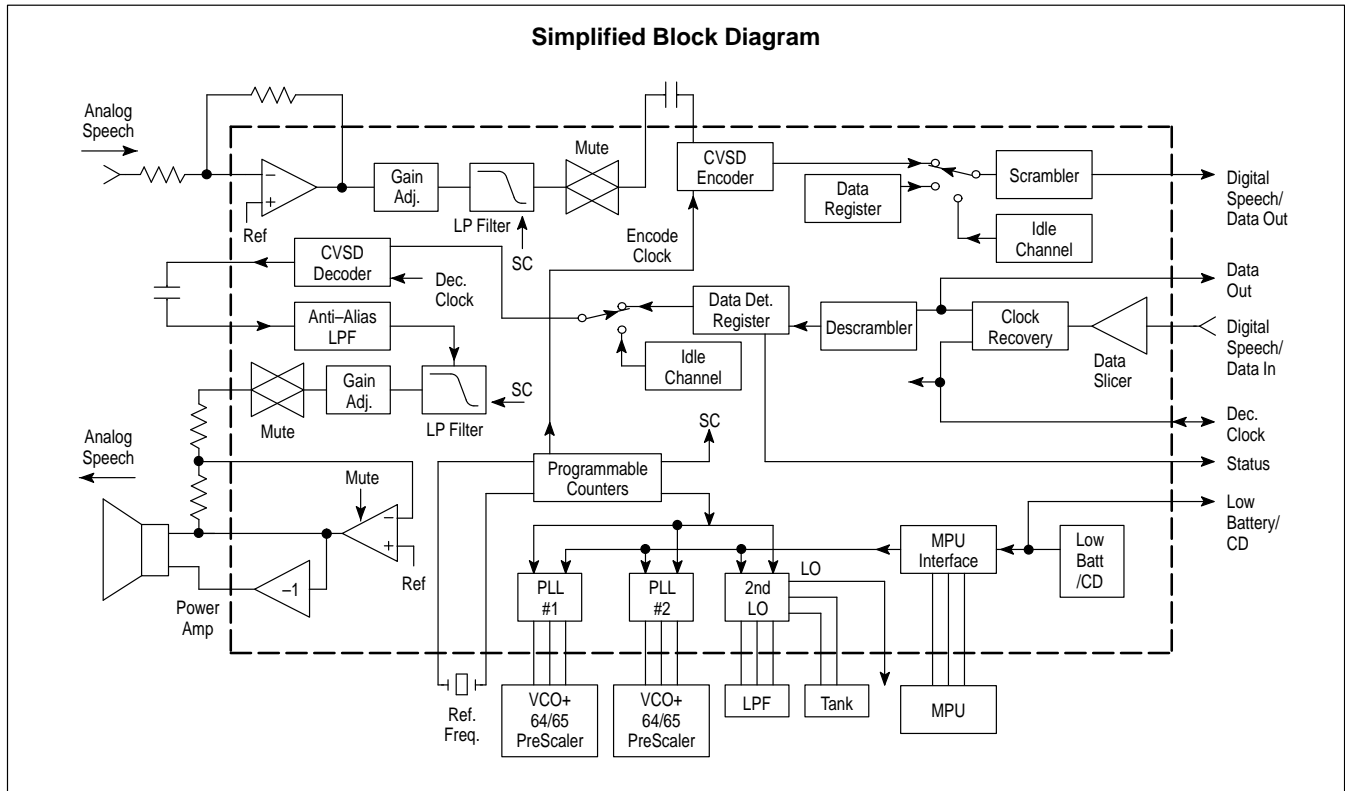 Simplified Block Diagram
Analog
Speech
Ref
Gain
Adj.
LP Filter
SC
Mute
CVSD
Encoder
Encode
Clock
Data
Register
Idle
Channel
Scrambler
Digital
Speech/
Data Out
CVSD
Decoder
Dec.
Clock
Anti–Alias
LPF
Data Det.
Register
Idle
Channel
Descrambler
Clock
Recovery
Data
Slicer
Data
Out
Digital
Speech/
Data In
Mute
Gain
Adj.
LP Filter
SC
Dec.
Clock
Status
Low
Battery/
CD
Analog
Speech
Mute
Ref
–1
Power
Amp
SC
Programmable
Counters
PLL
#1
PLL
#2
2nd
LO
LO
MPU
Interface
Low
Batt
/CD
Ref.
Freq.
VCO+
64/65
PreScaler
VCO+
64/65
PreScaler
LPF
Tank
MPU